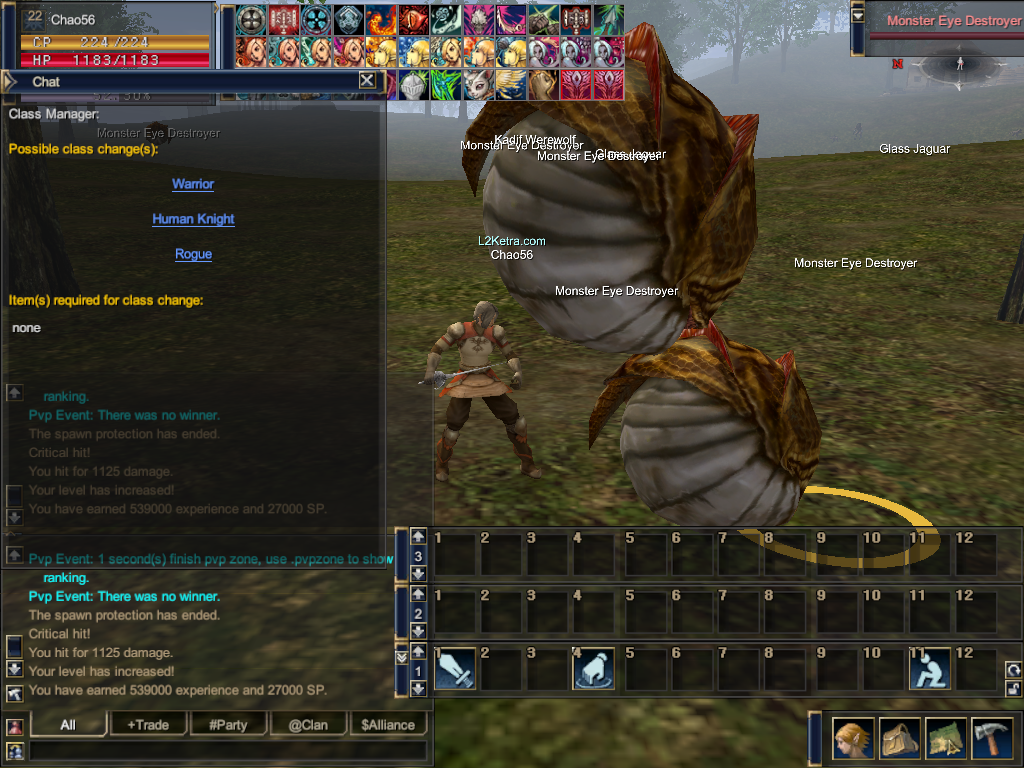 22 Chao56
CP 224/224
HP 1183/1183
Chat
Class Manager:
Monster Eye Destroyer
Possible class change(s):
Warrior
Human Knight
Rogue
Item(s) required for class change:
none
ranking.
Pvp Event: There was no winner.
The spawn protection has ended.
Critical hit!
You hit for 1125 damage.
Your level has increased!
You have earned 539000 experience and 27000 SP.
Pvp Event: 1 second(s) finish pvp zone, use .pvpzone to show
ranking.
Pvp Event: There was no winner.
The spawn protection has ended.
Critical hit!
You hit for 1125 damage.
Your level has increased!
You have earned 539000 experience and 27000 SP.
All +Trade #Party @Clan $Alliance
Monster Eye Destroyer
N
Kadif Werewolf
Monster Eye Destroyer
Monster Eye Destroyer
Glass Jaguar
Glass Jaguar
L2Ketra.com
Chao56
Monster Eye Destroyer
Monster Eye Destroyer
3 1 2 3 4 5 6 7 8 9 10 11 12
2 1 2 3 4 5 6 7 8 9 10 11 12
1 1 2 3 4 5 6 7 8 9 10 11 12